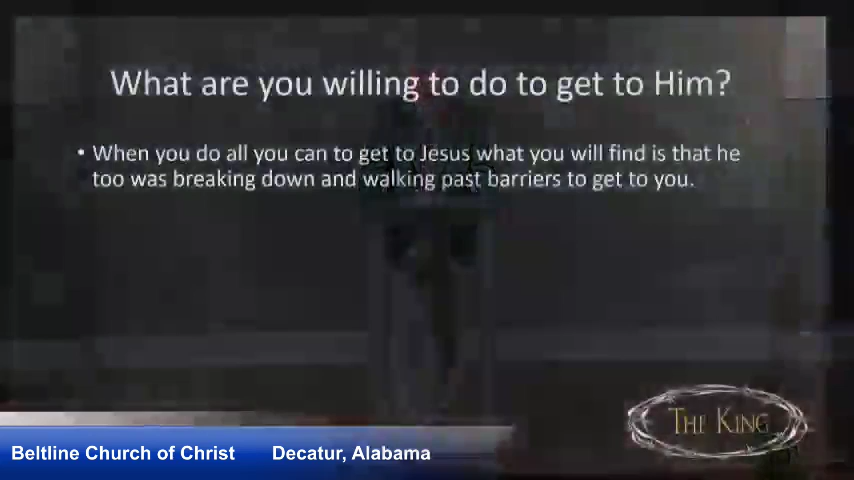 What are you willing to do to get to Him?
• When you do all you can to get to Jesus what you will find is that he
too was breaking down and walking past barriers to get to you.
THE KING
Beltline Church of Christ Decatur, Alabama